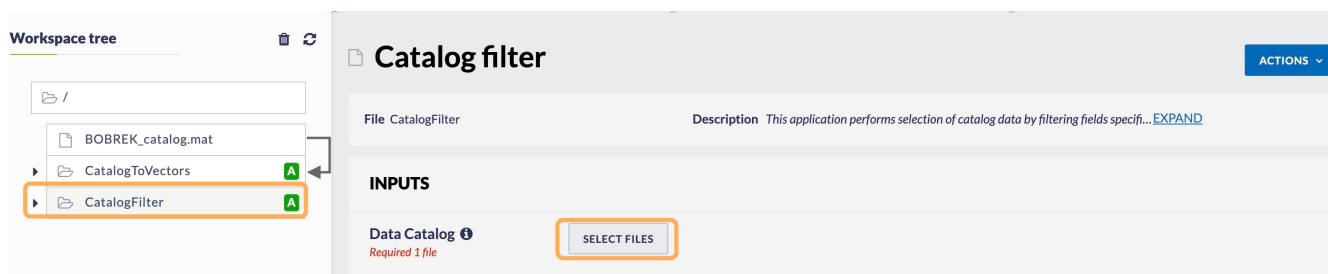 Workspace tree
/
BOBREK_catalog.mat
CatalogToVectors A
CatalogFilter A
Catalog filter
ACTIONS
File CatalogFilter
Description This application performs selection of catalog data by filtering fields specifi... EXPAND
INPUTS
Data Catalog
Required 1 file
SELECT FILES